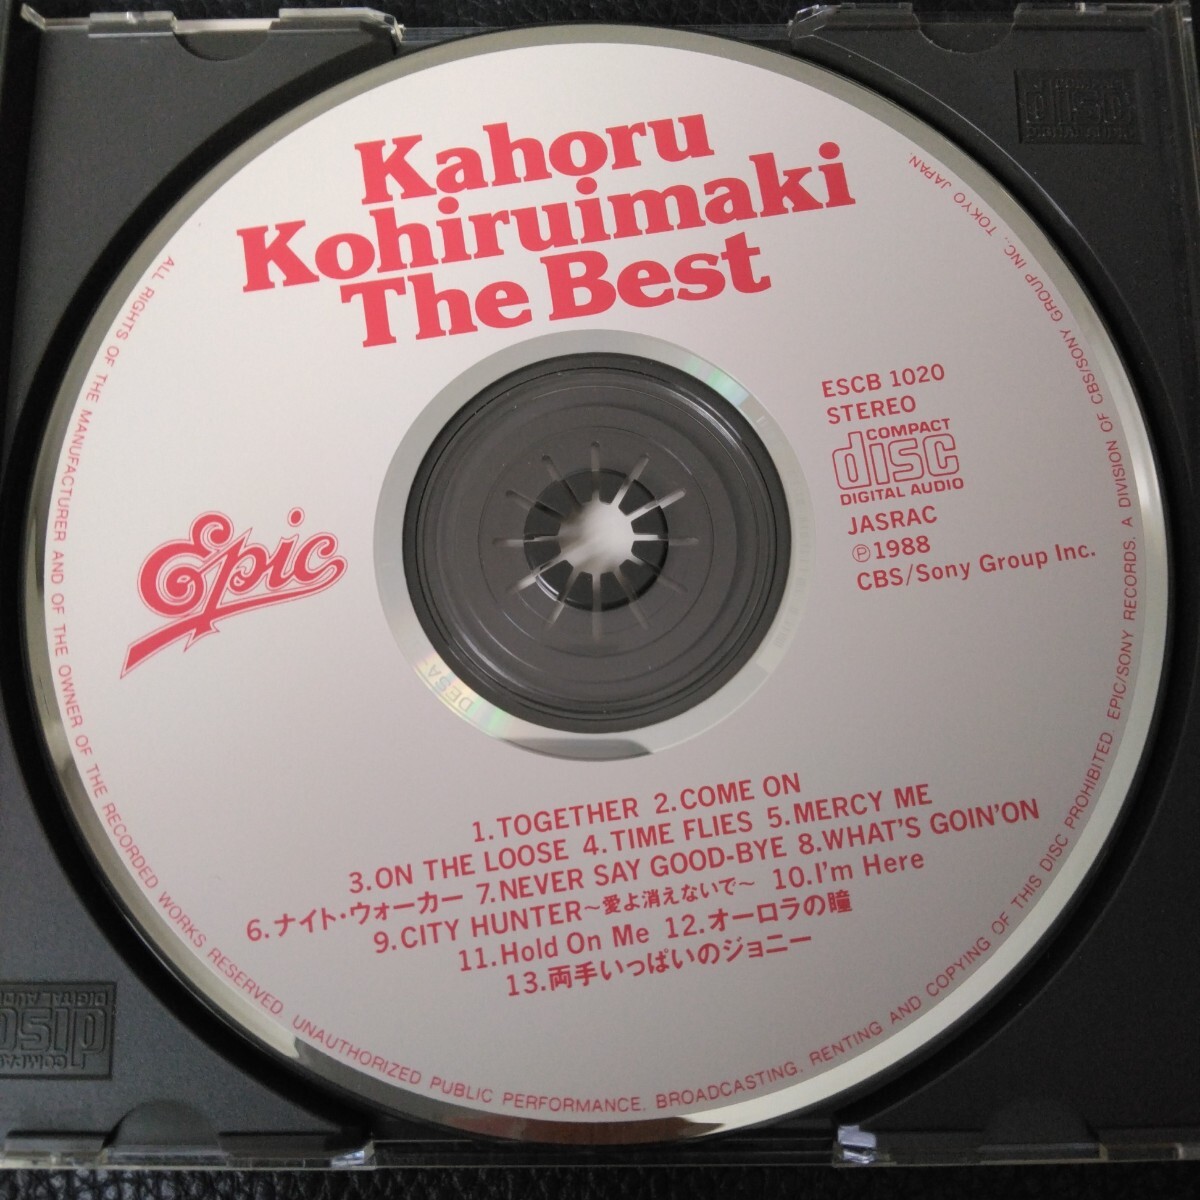 Kahoru
Kohiruimaki
The Best
ESCB 1020
STEREO
COMPACT
disc
DIGITAL AUDIO
JASRAC
Ⓟ1988
CBS/Sony Group Inc.
Epic
1.TOGETHER 2.COME ON
3.ON THE LOOSE 4.TIME FLIES 5.MERCY ME
6.ナイト・ウォーカー 7.NEVER SAY GOOD-BYE 8.WHAT'S GOIN'ON
9.CITY HUNTER～愛よ消えないで～ 10.I'm Here
11.Hold On Me 12.オーロラの瞳
13.両手いっぱいのジョニー
ALL RIGHTS OF THE MANUFACTURER AND OF THE OWNER OF THE RECORDED WORKS RESERVED. UNAUTHORIZED PUBLIC PERFORMANCE. BROADCASTING. RENTING AND COPYING OF THIS DISC PROHIBITED. EPIC/SONY RECORDS. A DIVISION OF CBS/SONY GROUP INC. TOKYO JAPAN.
COMPACT
disc
DIGITAL AUDIO